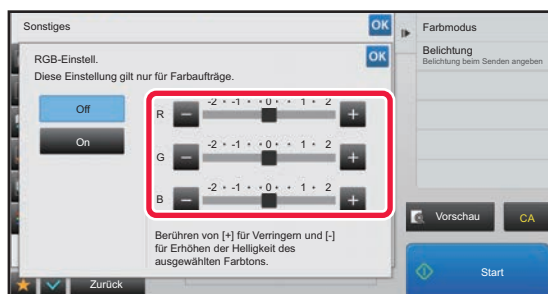 Sonstiges
OK
RGB-Einstell.
OK
Diese Einstellung gilt nur für Farbaufträge.
Off
On
R
-2 • -1 • • 0 • • 1 • 2
− +
G
-2 • -1 • • 0 • • 1 • 2
− +
B
-2 • -1 • • 0 • • 1 • 2
− +
Berühren von [+] für Verringern und [-]
für Erhöhen der Helligkeit des
ausgewählten Farbtons.
Zurück
Farbmodus
Belichtung
Belichtung beim Senden angeben
Vorschau
CA
Start